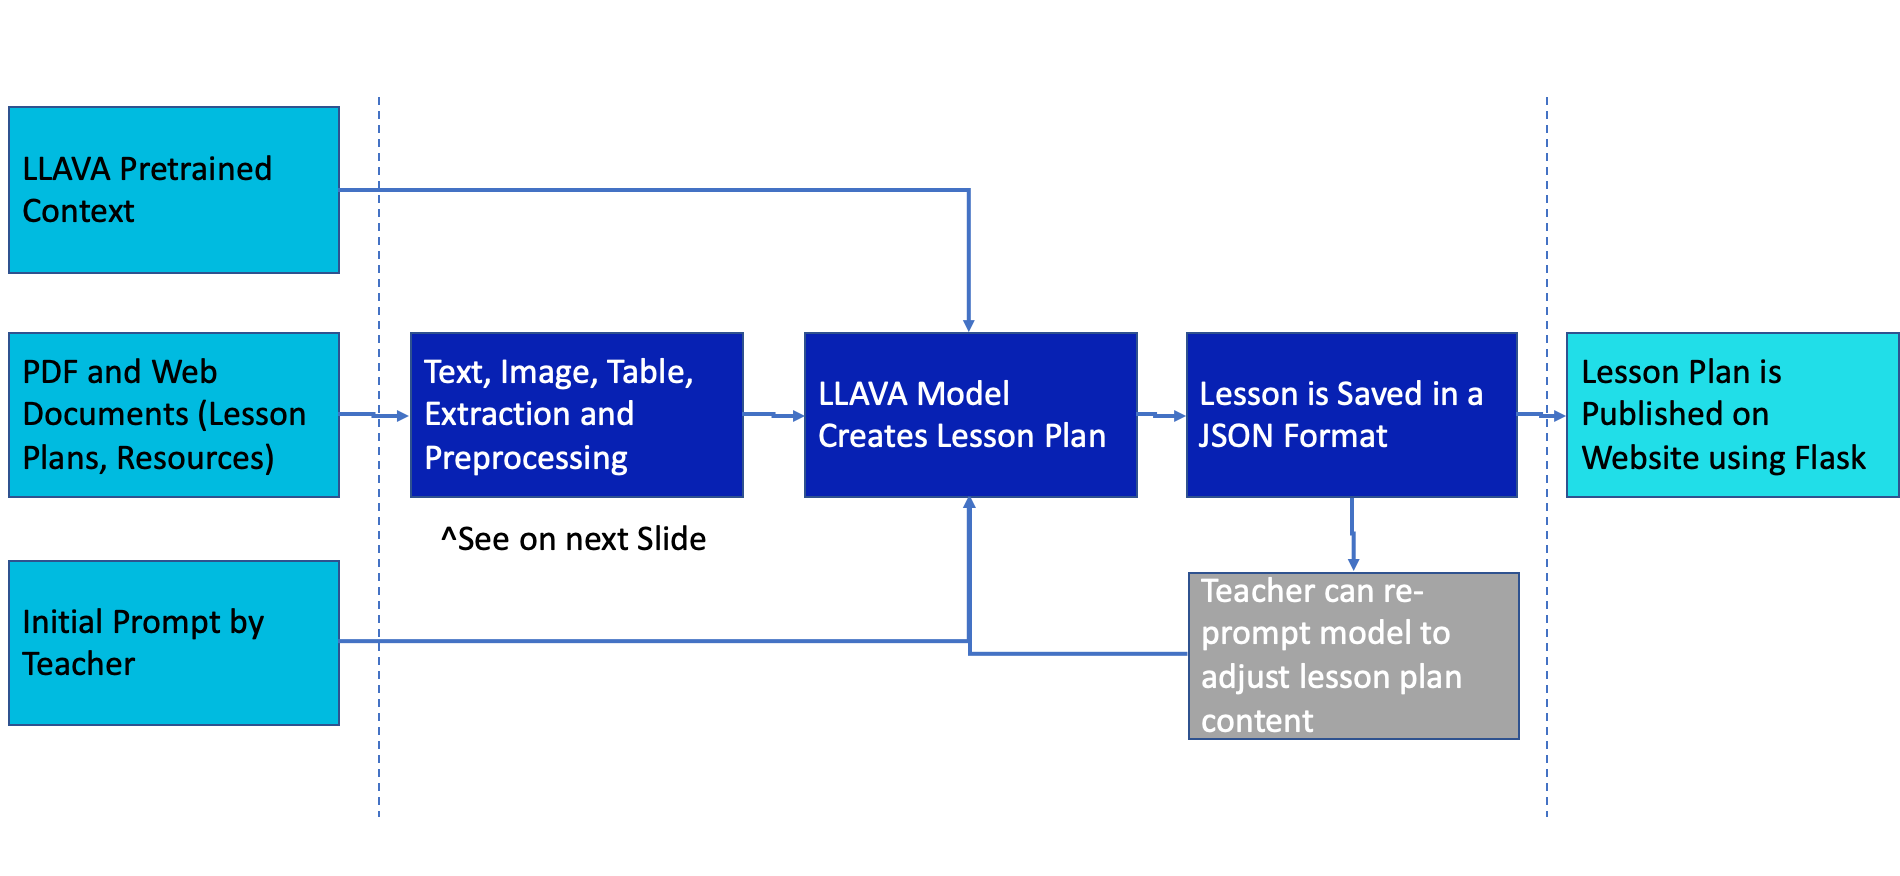 LLAVA Pretrained
Context
PDF and Web
Documents (Lesson
Plans, Resources)
Text, Image, Table,
Extraction and
Preprocessing
LLAVA Model
Creates Lesson Plan
Lesson is Saved in a
JSON Format
Lesson Plan is
Published on
Website using Flask
^See on next Slide
Initial Prompt by
Teacher
Teacher can re-
prompt model to
adjust lesson plan
content